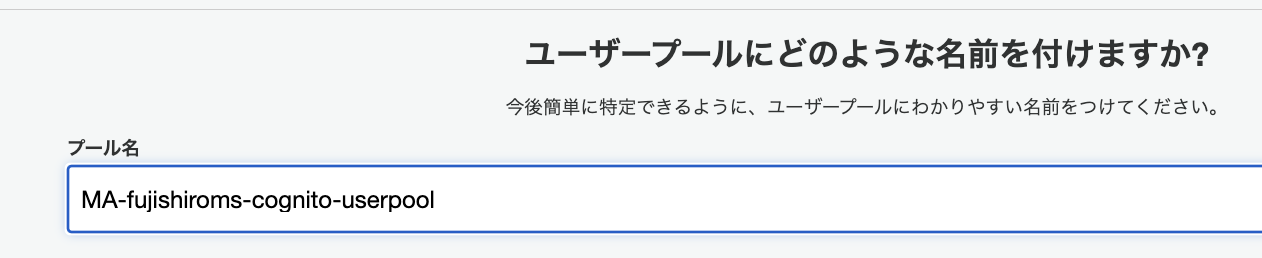 ユーザープールにどのような名前を付けますか?
今後簡単に特定できるように、ユーザープールにわかりやすい名前をつけてください。
プール名
MA-fujishiroms-cognito-userpool